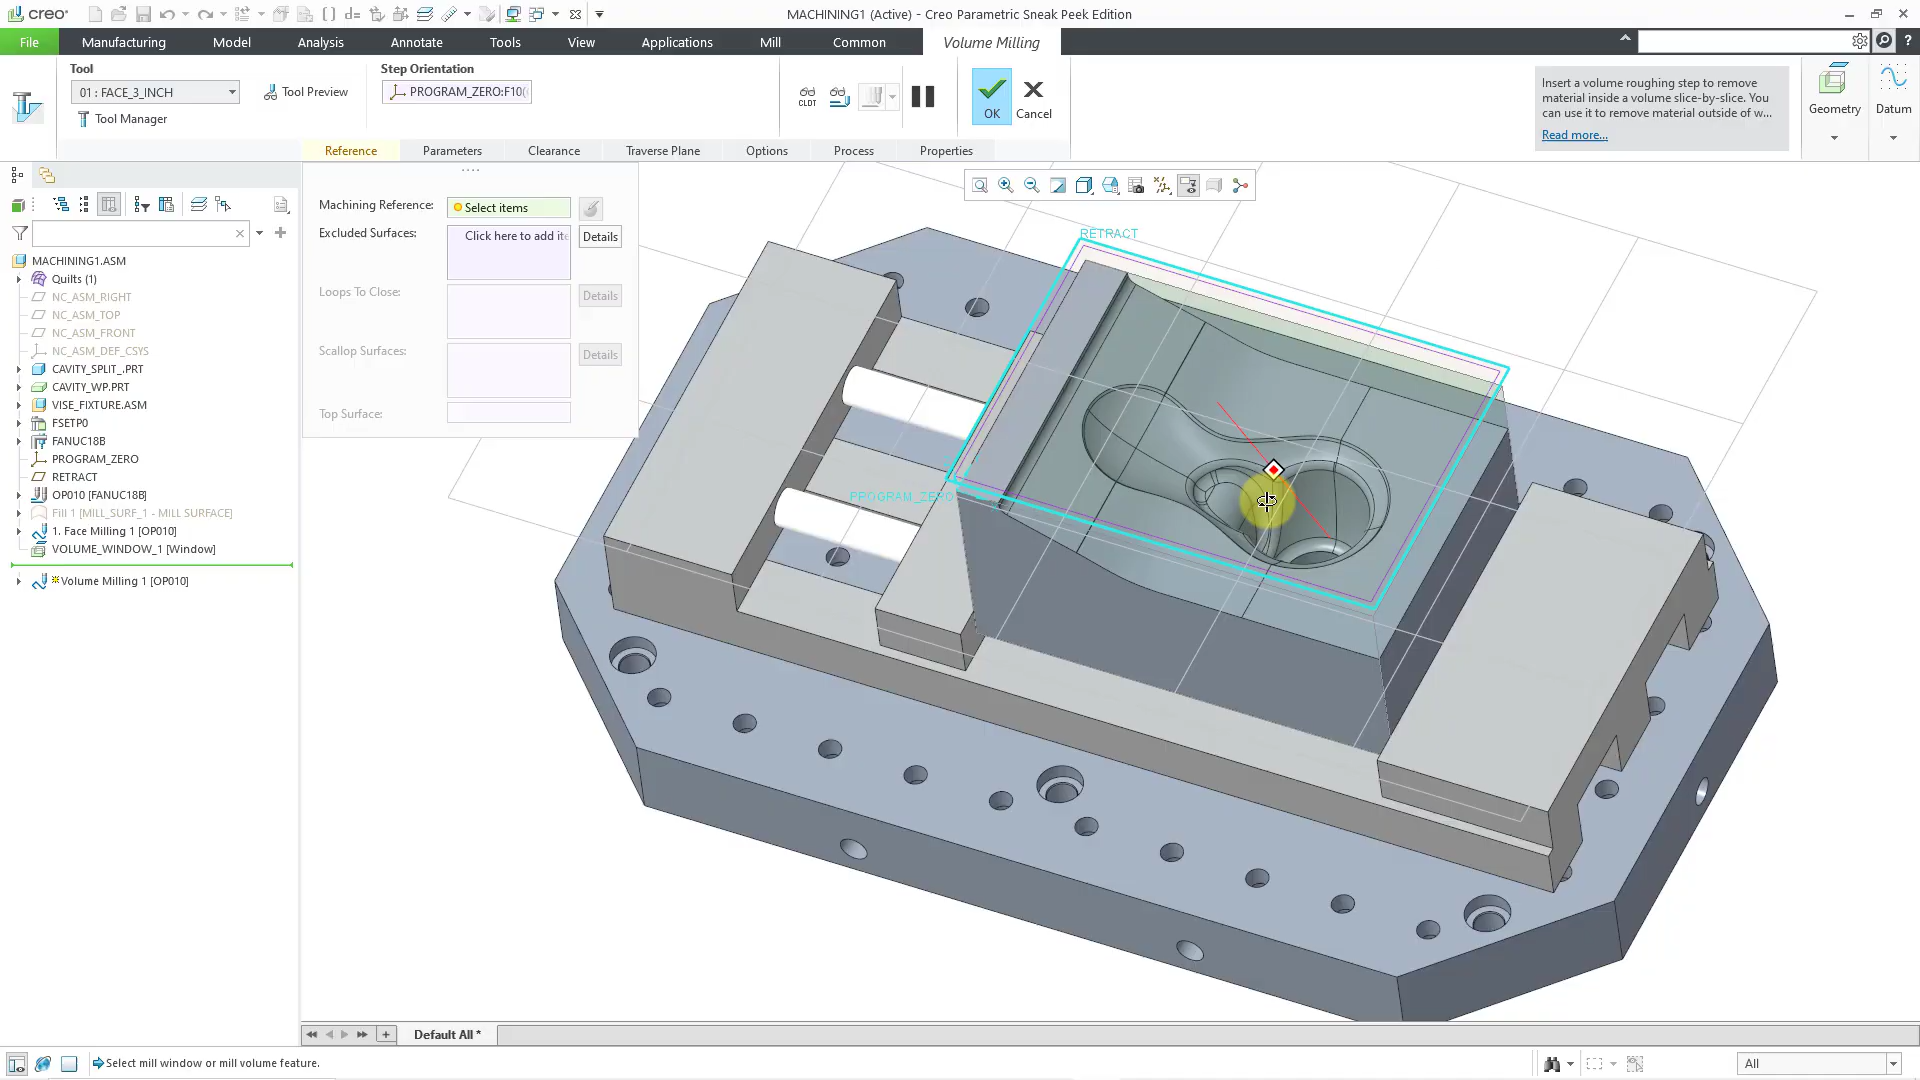 creo
MACHINING1 (Active) - Creo Parametric Sneak Peek Edition
File
Manufacturing
Model
Analysis
Annotate
Tools
View
Applications
Mill
Common
Volume Milling
Tool
Step Orientation
01 : FACE_3_INCH
Tool Preview
PROGRAM_ZERO:F10(
Tool Manager
CLDT
OK
Cancel
Insert a volume roughing step to remove
material inside a volume slice-by-slice. You
can use it to remove material outside of w...
Read more...
Geometry
Datum
Reference
Parameters
Clearance
Traverse Plane
Options
Process
Properties
Machining Reference:
Select items
Excluded Surfaces:
Click here to add ite
Details
Loops To Close:
Details
Scallop Surfaces:
Details
Top Surface:
MACHINING1.ASM
Quilts (1)
NC_ASM_RIGHT
NC_ASM_TOP
NC_ASM_FRONT
NC_ASM_DEF_CSYS
CAVITY_SPLIT_.PRT
CAVITY_WP.PRT
VISE_FIXTURE.ASM
FSETP0
FANUC18B
PROGRAM_ZERO
RETRACT
OP010 [FANUC18B]
Fill 1 [MILL_SURF_1 - MILL SURFACE]
1. Face Milling 1 [OP010]
VOLUME_WINDOW_1 [Window]
*Volume Milling 1 [OP010]
RETRACT
PROGRAM_ZERO
Default All *
Select mill window or mill volume feature.
All